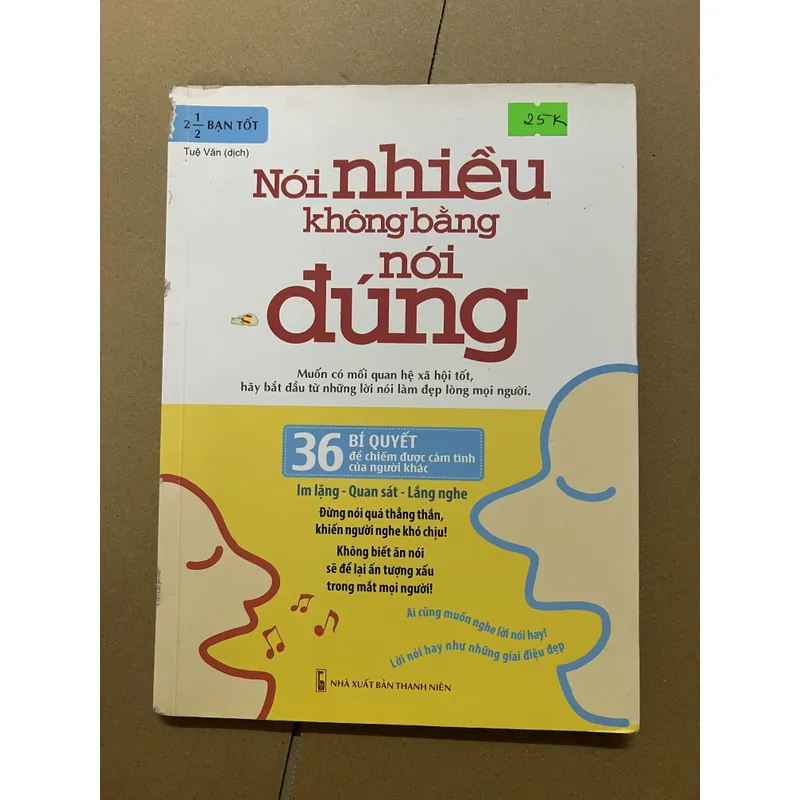 2 1/2 BẠN TỐT
25K
Tuệ Văn (dịch)
Nói nhiều
không bằng
nói
đúng
Muốn có mối quan hệ xã hội tốt,
hãy bắt đầu từ những lời nói làm đẹp lòng mọi người.
36 BÍ QUYẾT
để chiếm được cảm tình
của người khác
Im lặng - Quan sát - Lắng nghe
Đừng nói quá thẳng thắn,
khiến người nghe khó chịu!
Không biết ăn nói
sẽ để lại ấn tượng xấu
trong mắt mọi người!
Ai cũng muốn nghe lời nói hay!
Lời nói hay như những giai điệu đẹp
NHÀ XUẤT BẢN THANH NIÊN